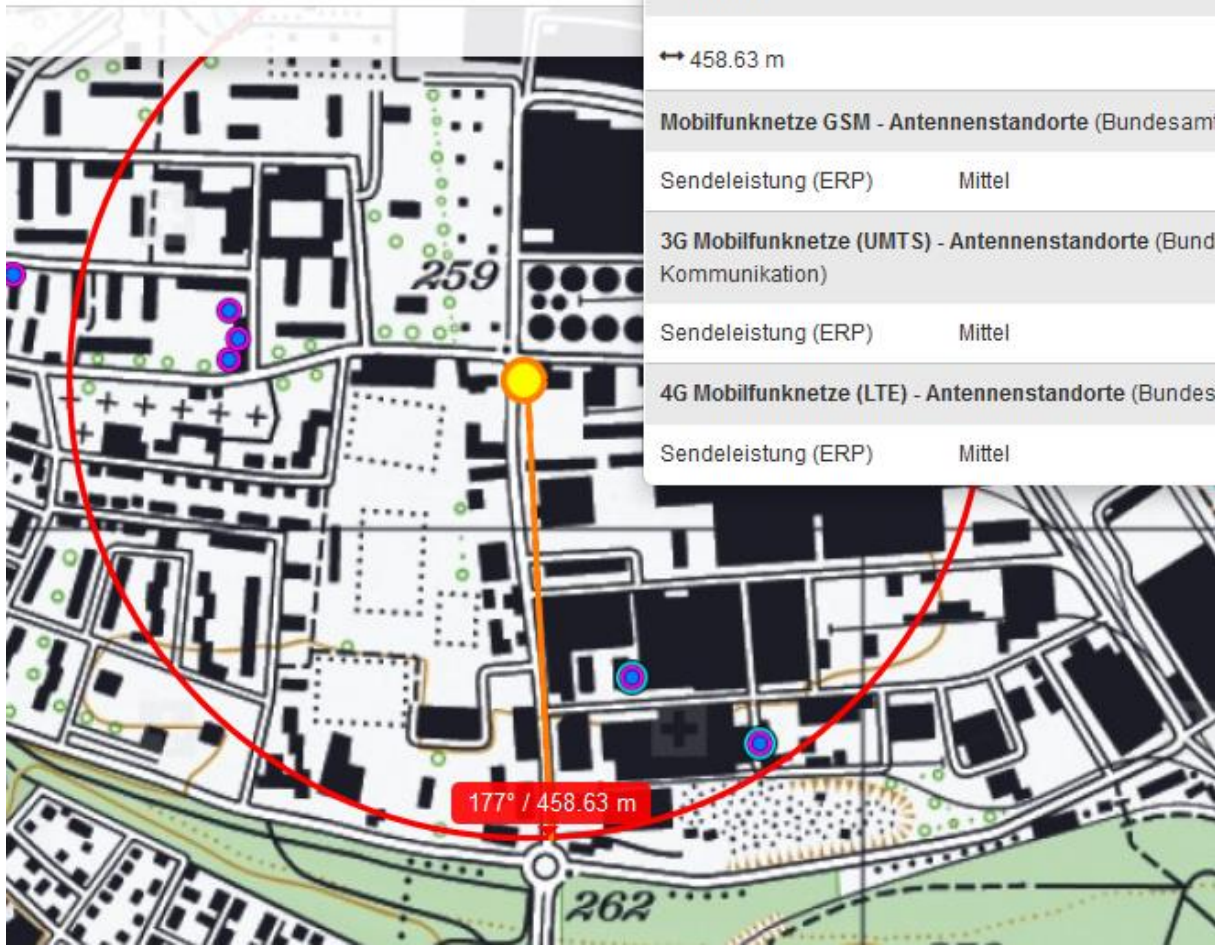 ↔ 458.63 m
Mobilfunknetze GSM - Antennenstandorte (Bundesamt
Sendeleistung (ERP) Mittel
3G Mobilfunknetze (UMTS) - Antennenstandorte (Bund
Kommunikation)
Sendeleistung (ERP) Mittel
259
4G Mobilfunknetze (LTE) - Antennenstandorte (Bundes
Sendeleistung (ERP) Mittel
177° / 458.63 m
262